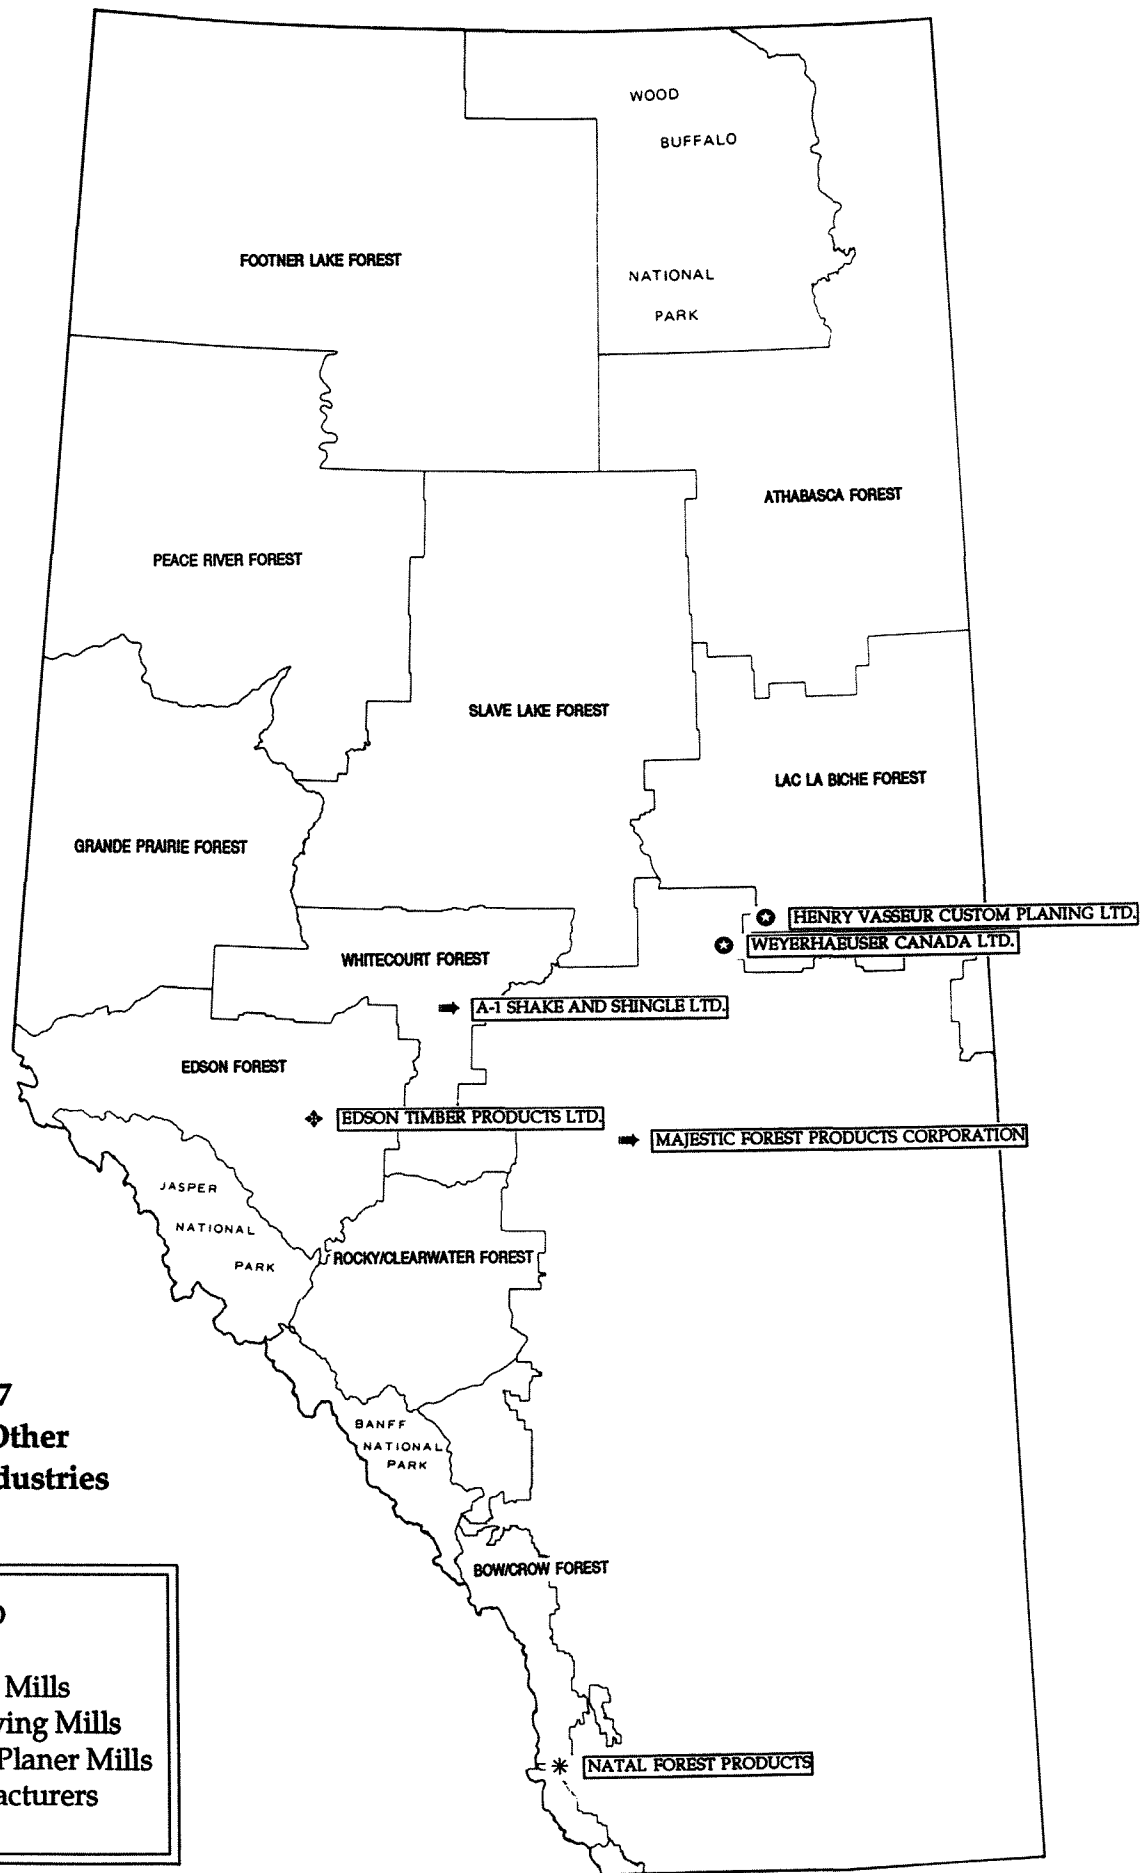 WOOD
BUFFALO
FOOTNER LAKE FOREST
NATIONAL
PARK
ATHABASCA FOREST
PEACE RIVER FOREST
SLAVE LAKE FOREST
LAC LA BICHE FOREST
GRANDE PRAIRIE FOREST
HENRY VASSEUR CUSTOM PLANING LTD.
WEYERHAEUSER CANADA LTD.
WHITECOURT FOREST
A-1 SHAKE AND SHINGLE LTD.
EDSON FOREST
EDSON TIMBER PRODUCTS LTD.
MAJESTIC FOREST PRODUCTS CORPORATION
JASPER
NATIONAL
PARK
ROCKY/CLEARWATER FOREST
7
Other
dustries
BANFF
NATIONAL
PARK
BOW/CROW FOREST
Mills
ving Mills
Planer Mills
acturers
NATAL FOREST PRODUCTS